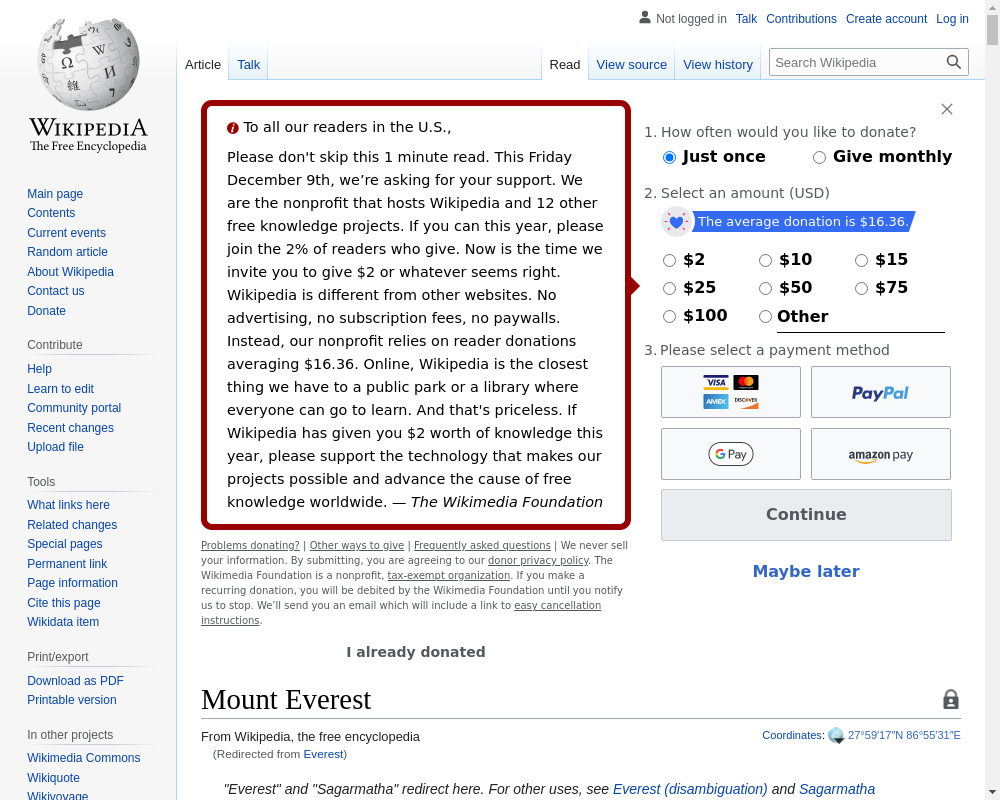 Not logged in Talk Contributions Create account Log in
Article Talk Read View source View history Search Wikipedia
WIKIPEDIA
The Free Encyclopedia
Main page
Contents
Current events
Random article
About Wikipedia
Contact us
Donate
Contribute
Help
Learn to edit
Community portal
Recent changes
Upload file
Tools
What links here
Related changes
Special pages
Permanent link
Page information
Cite this page
Wikidata item
Print/export
Download as PDF
Printable version
In other projects
Wikimedia Commons
Wikiquote
Wikivoyage
To all our readers in the U.S.,
Please don't skip this 1 minute read. This Friday
December 9th, we’re asking for your support. We
are the nonprofit that hosts Wikipedia and 12 other
free knowledge projects. If you can this year, please
join the 2% of readers who give. Now is the time we
invite you to give $2 or whatever seems right.
Wikipedia is different from other websites. No
advertising, no subscription fees, no paywalls.
Instead, our nonprofit relies on reader donations
averaging $16.36. Online, Wikipedia is the closest
thing we have to a public park or a library where
everyone can go to learn. And that's priceless. If
Wikipedia has given you $2 worth of knowledge this
year, please support the technology that makes our
projects possible and advance the cause of free
knowledge worldwide. — The Wikimedia Foundation
Problems donating? | Other ways to give | Frequently asked questions | We never sell
your information. By submitting, you are agreeing to our donor privacy policy. The
Wikimedia Foundation is a nonprofit, tax-exempt organization. If you make a
recurring donation, you will be debited by the Wikimedia Foundation until you notify
us to stop. We’ll send you an email which will include a link to easy cancellation
instructions.
I already donated
1. How often would you like to donate?
Just once Give monthly
2. Select an amount (USD)
The average donation is $16.36.
$2 $10 $15
$25 $50 $75
$100 Other
3. Please select a payment method
VISA MasterCard
AMEX DISCOVER
PayPal
G Pay
amazon pay
Continue
Maybe later
Mount Everest
From Wikipedia, the free encyclopedia
Coordinates: 27°59′17″N 86°55′31″E
(Redirected from Everest)
"Everest" and "Sagarmatha" redirect here. For other uses, see Everest (disambiguation) and Sagarmatha